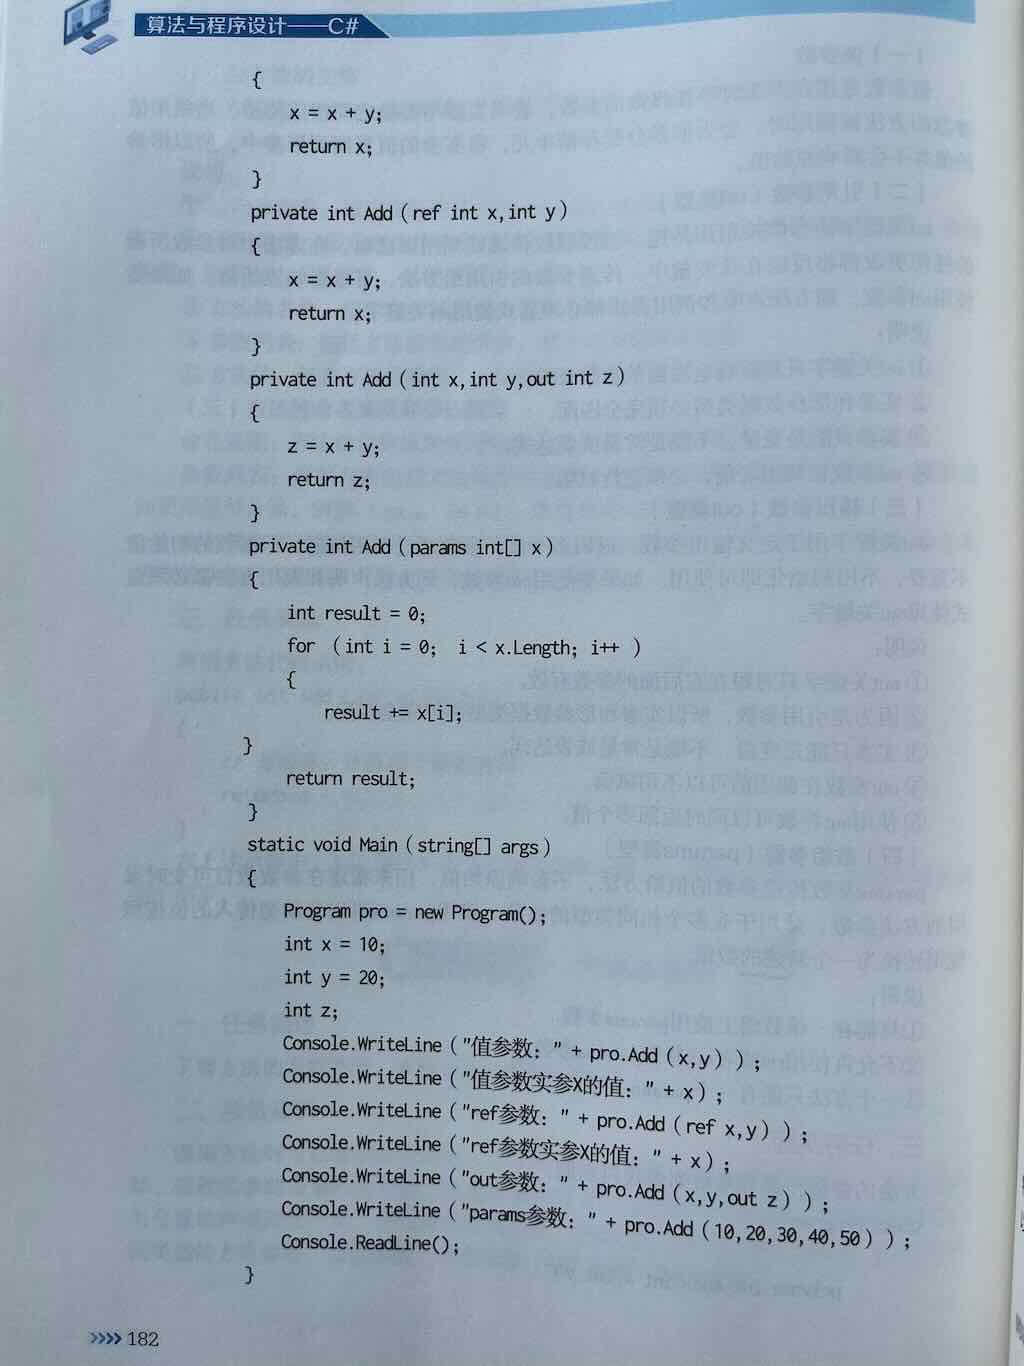 算法与程序设计——C#
{
x = x + y;
return x;
}
private int Add（ref int x,int y）
{
x = x + y;
return x;
}
private int Add（int x,int y,out int z）
{
z = x + y;
return z;
}
private int Add（params int[] x）
{
int result = 0;
for （int i = 0; i < x.Length; i++ ）
{
result += x[i];
}
return result;
}
static void Main（string[] args）
{
Program pro = new Program();
int x = 10;
int y = 20;
int z;
Console.WriteLine（"值参数："+ pro.Add（x,y））;
Console.WriteLine（"值参数实参X的值："+ x）;
Console.WriteLine（"ref参数："+ pro.Add（ref x,y））;
Console.WriteLine（"ref参数实参X的值："+ x）;
Console.WriteLine（"out参数："+ pro.Add（x,y,out z））;
Console.WriteLine（"params参数："+ pro.Add（10,20,30,40,50））;
Console.ReadLine();
}
>>>> 182